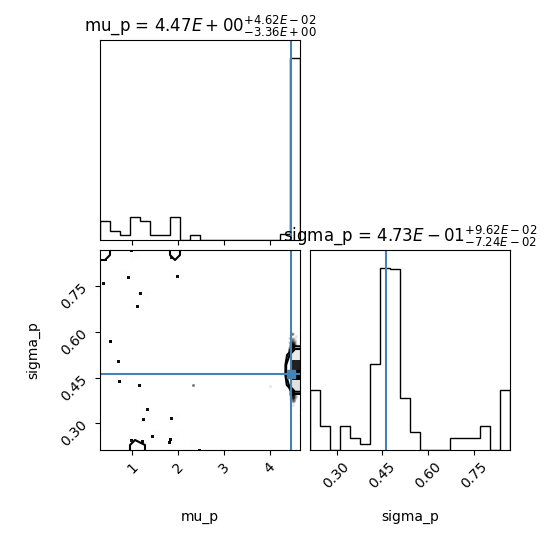 mu_p = 4.47E + 00+4.62E − 02 −3.36E + 00
sigma_p = 4.73E − 01+9.62E − 02 −7.24E − 02
0.75
0.60
0.45
0.30
sigma_p
1 2 3 4
0.30 0.45 0.60 0.75
mu_p
sigma_p